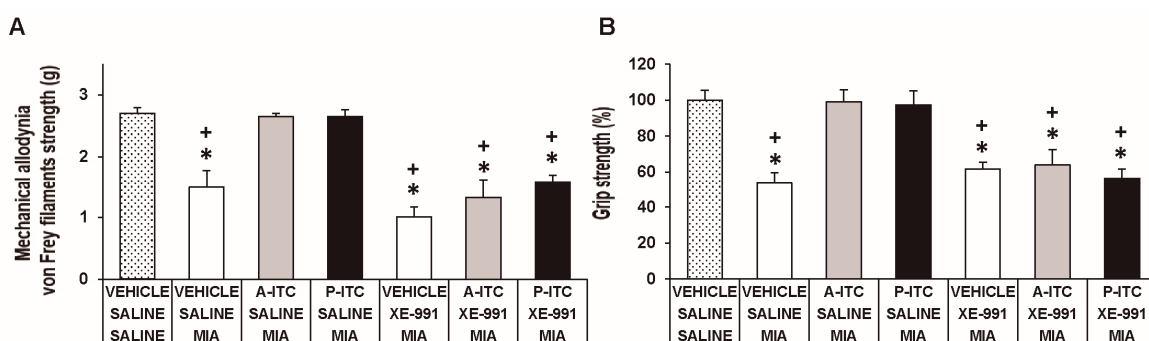 A
Mechanical allodynia
von Frey filaments strength (g)
3
2
1
0
+
*
+
*
+
*
+
*
VEHICLE VEHICLE A-ITC P-ITC VEHICLE A-ITC P-ITC
SALINE SALINE SALINE SALINE XE-991 XE-991 XE-991
SALINE MIA MIA MIA MIA MIA MIA
B
Grip strength (%)
120
100
80
60
40
20
0
+
*
+
*
+
*
+
*
VEHICLE VEHICLE A-ITC P-ITC VEHICLE A-ITC P-ITC
SALINE SALINE SALINE SALINE XE-991 XE-991 XE-991
SALINE MIA MIA MIA MIA MIA MIA